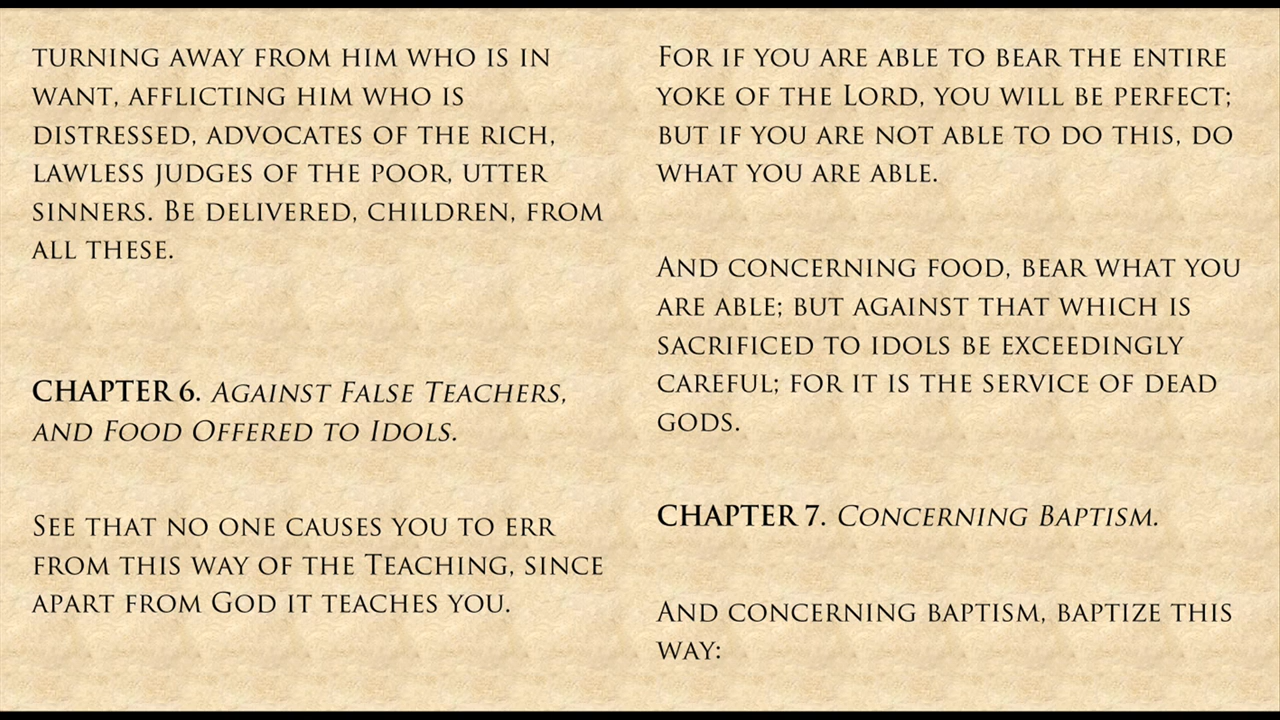 turning away from him who is in
want, afflicting him who is
distressed, advocates of the rich,
lawless judges of the poor, utter
sinners. Be delivered, children, from
all these.
CHAPTER 6. Against False Teachers,
and Food Offered to Idols.
See that no one causes you to err
from this way of the Teaching, since
apart from God it teaches you.
For if you are able to bear the entire
yoke of the Lord, you will be perfect;
but if you are not able to do this, do
what you are able.
And concerning food, bear what you
are able; but against that which is
sacrificed to idols be exceedingly
careful; for it is the service of dead
gods.
CHAPTER 7. Concerning Baptism.
And concerning baptism, baptize this
way: